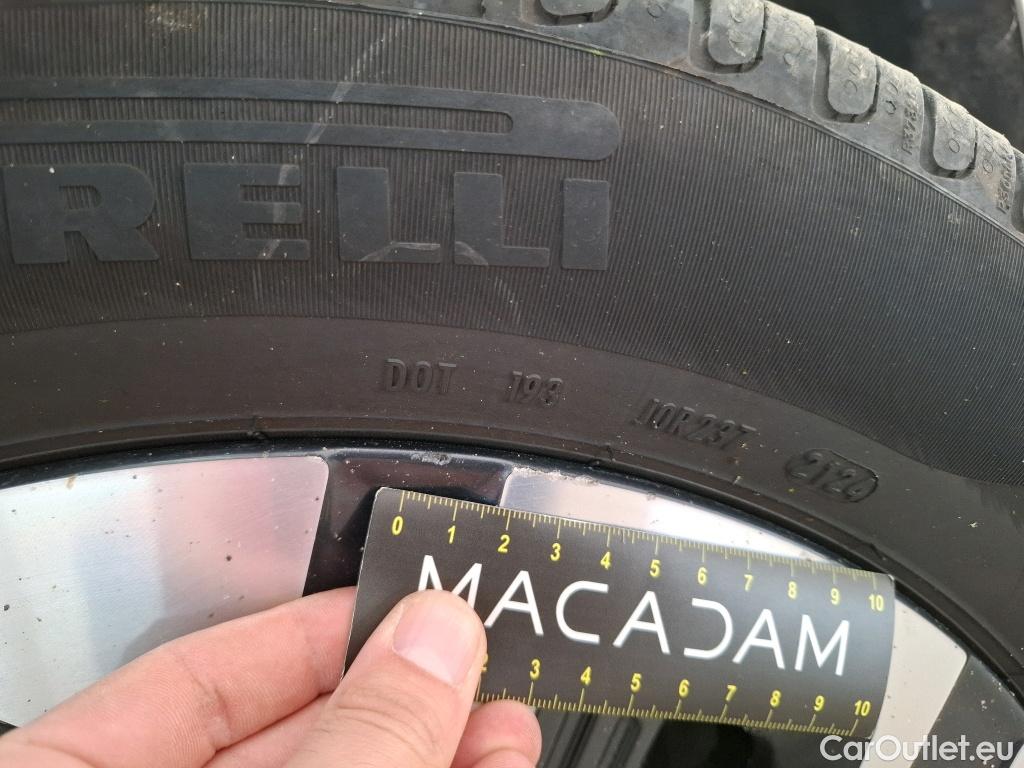 RELLI
DOT 193 10R237 2124
0 1 2 3 4 5 6 7 8 9 10
MACADAM
2 3 4 5 6 7 8 9 10
CarOutlet.eu